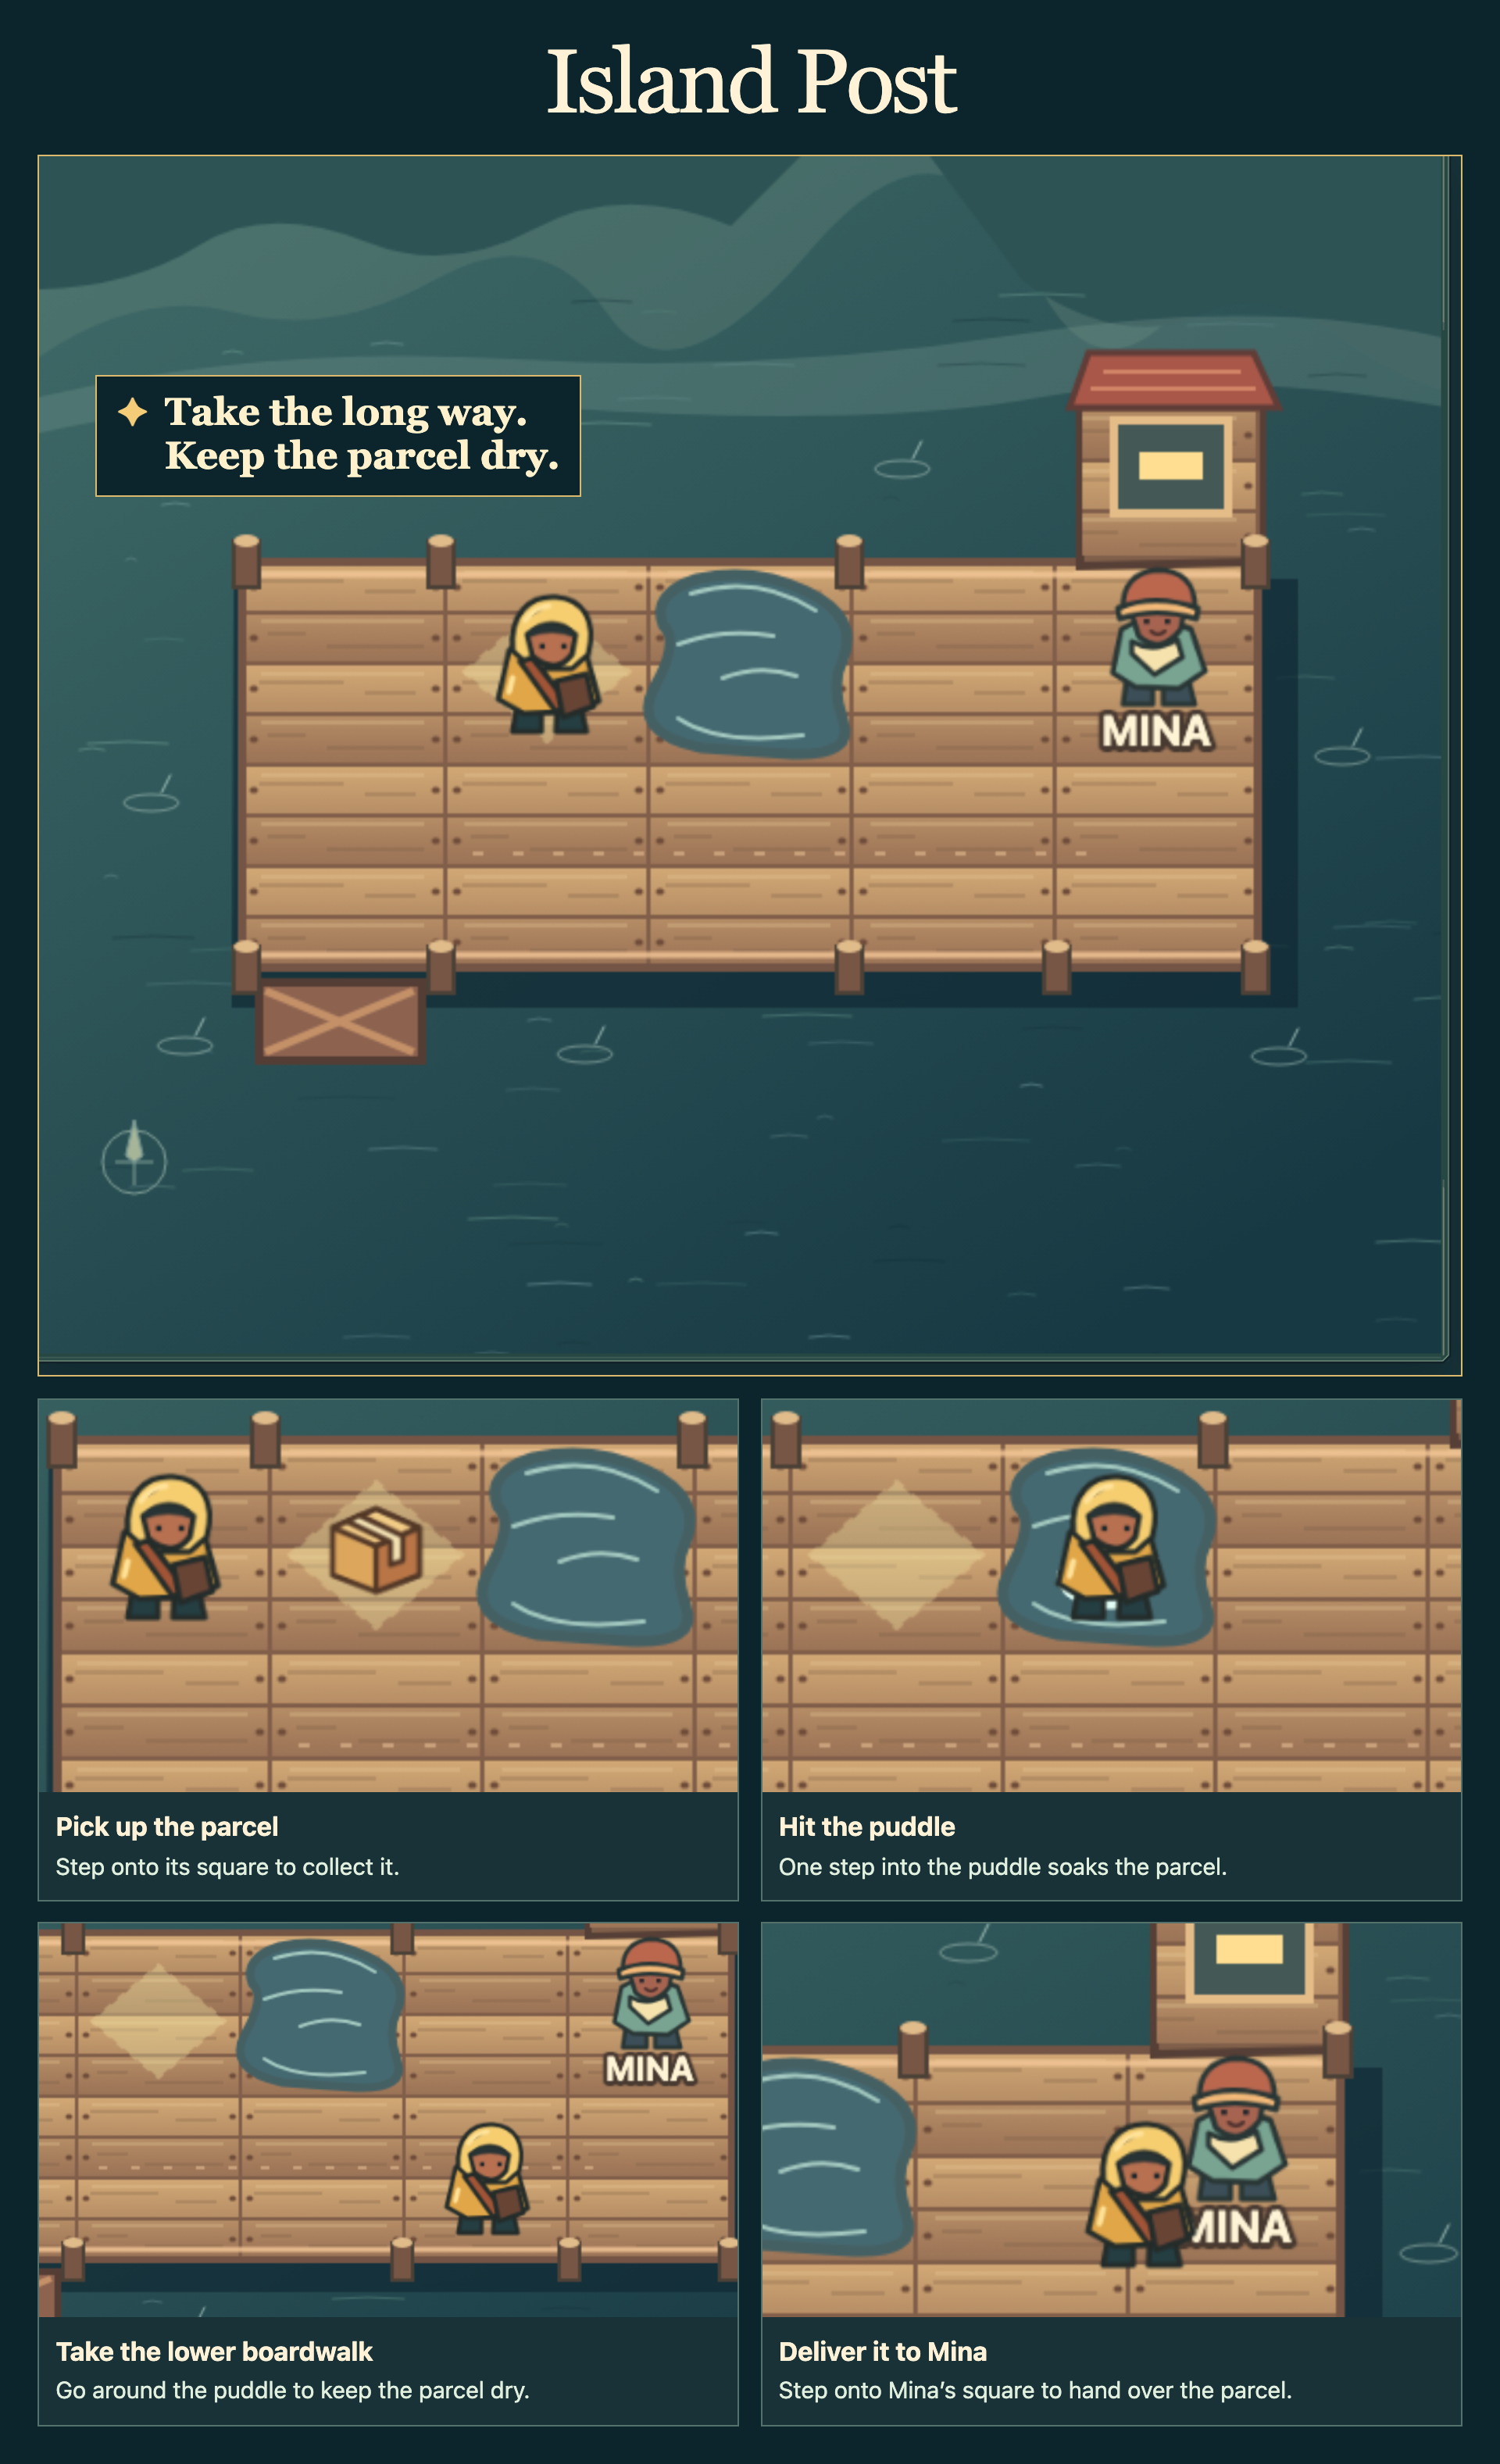 Island Post
Take the long way.
Keep the parcel dry.
MINA
Pick up the parcel
Step onto its square to collect it.
Hit the puddle
One step into the puddle soaks the parcel.
MINA
Take the lower boardwalk
Go around the puddle to keep the parcel dry.
MINA
Deliver it to Mina
Step onto Mina’s square to hand over the parcel.